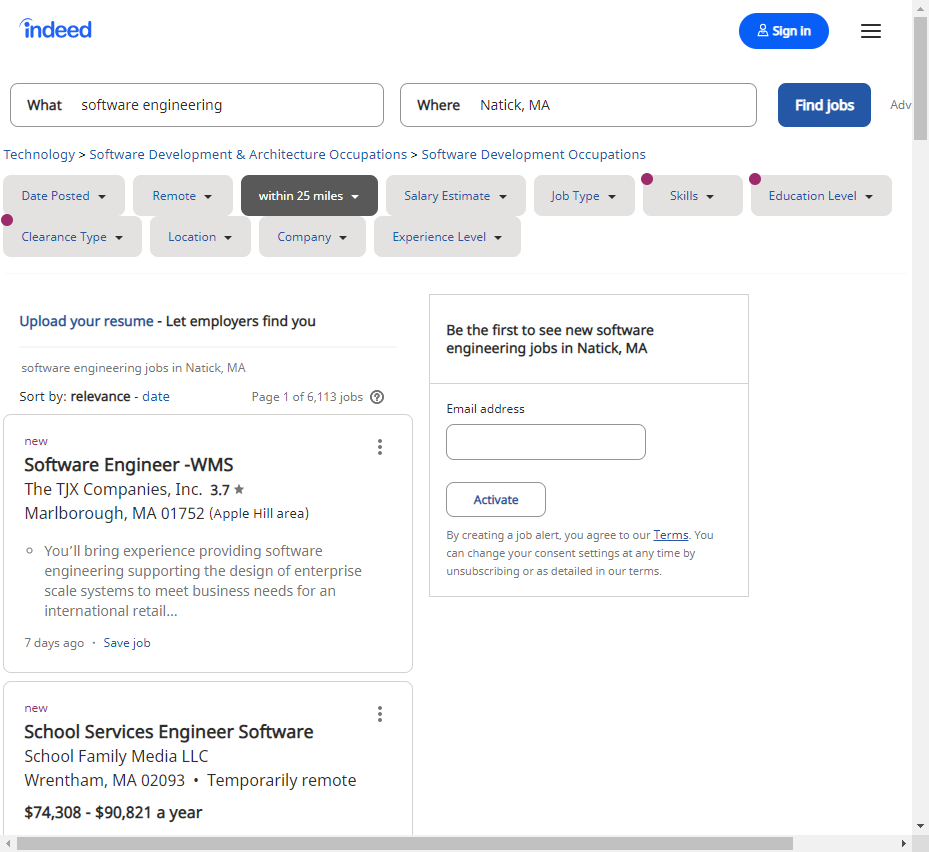 indeed
Sign in
What software engineering
Where Natick, MA
Find jobs
Adv
Technology > Software Development & Architecture Occupations > Software Development Occupations
Date Posted
Remote
within 25 miles
Salary Estimate
Job Type
Skills
Education Level
Clearance Type
Location
Company
Experience Level
Upload your resume - Let employers find you
software engineering jobs in Natick, MA
Sort by: relevance - date
Page 1 of 6,113 jobs ?
new
Software Engineer -WMS
The TJX Companies, Inc. 3.7
Marlborough, MA 01752 (Apple Hill area)
You’ll bring experience providing software
engineering supporting the design of enterprise
scale systems to meet business needs for an
international retail…
7 days ago · Save job
new
School Services Engineer Software
School Family Media LLC
Wrentham, MA 02093 • Temporarily remote
$74,308 - $90,821 a year
Be the first to see new software
engineering jobs in Natick, MA
Email address
Activate
By creating a job alert, you agree to our Terms. You
can change your consent settings at any time by
unsubscribing or as detailed in our terms.